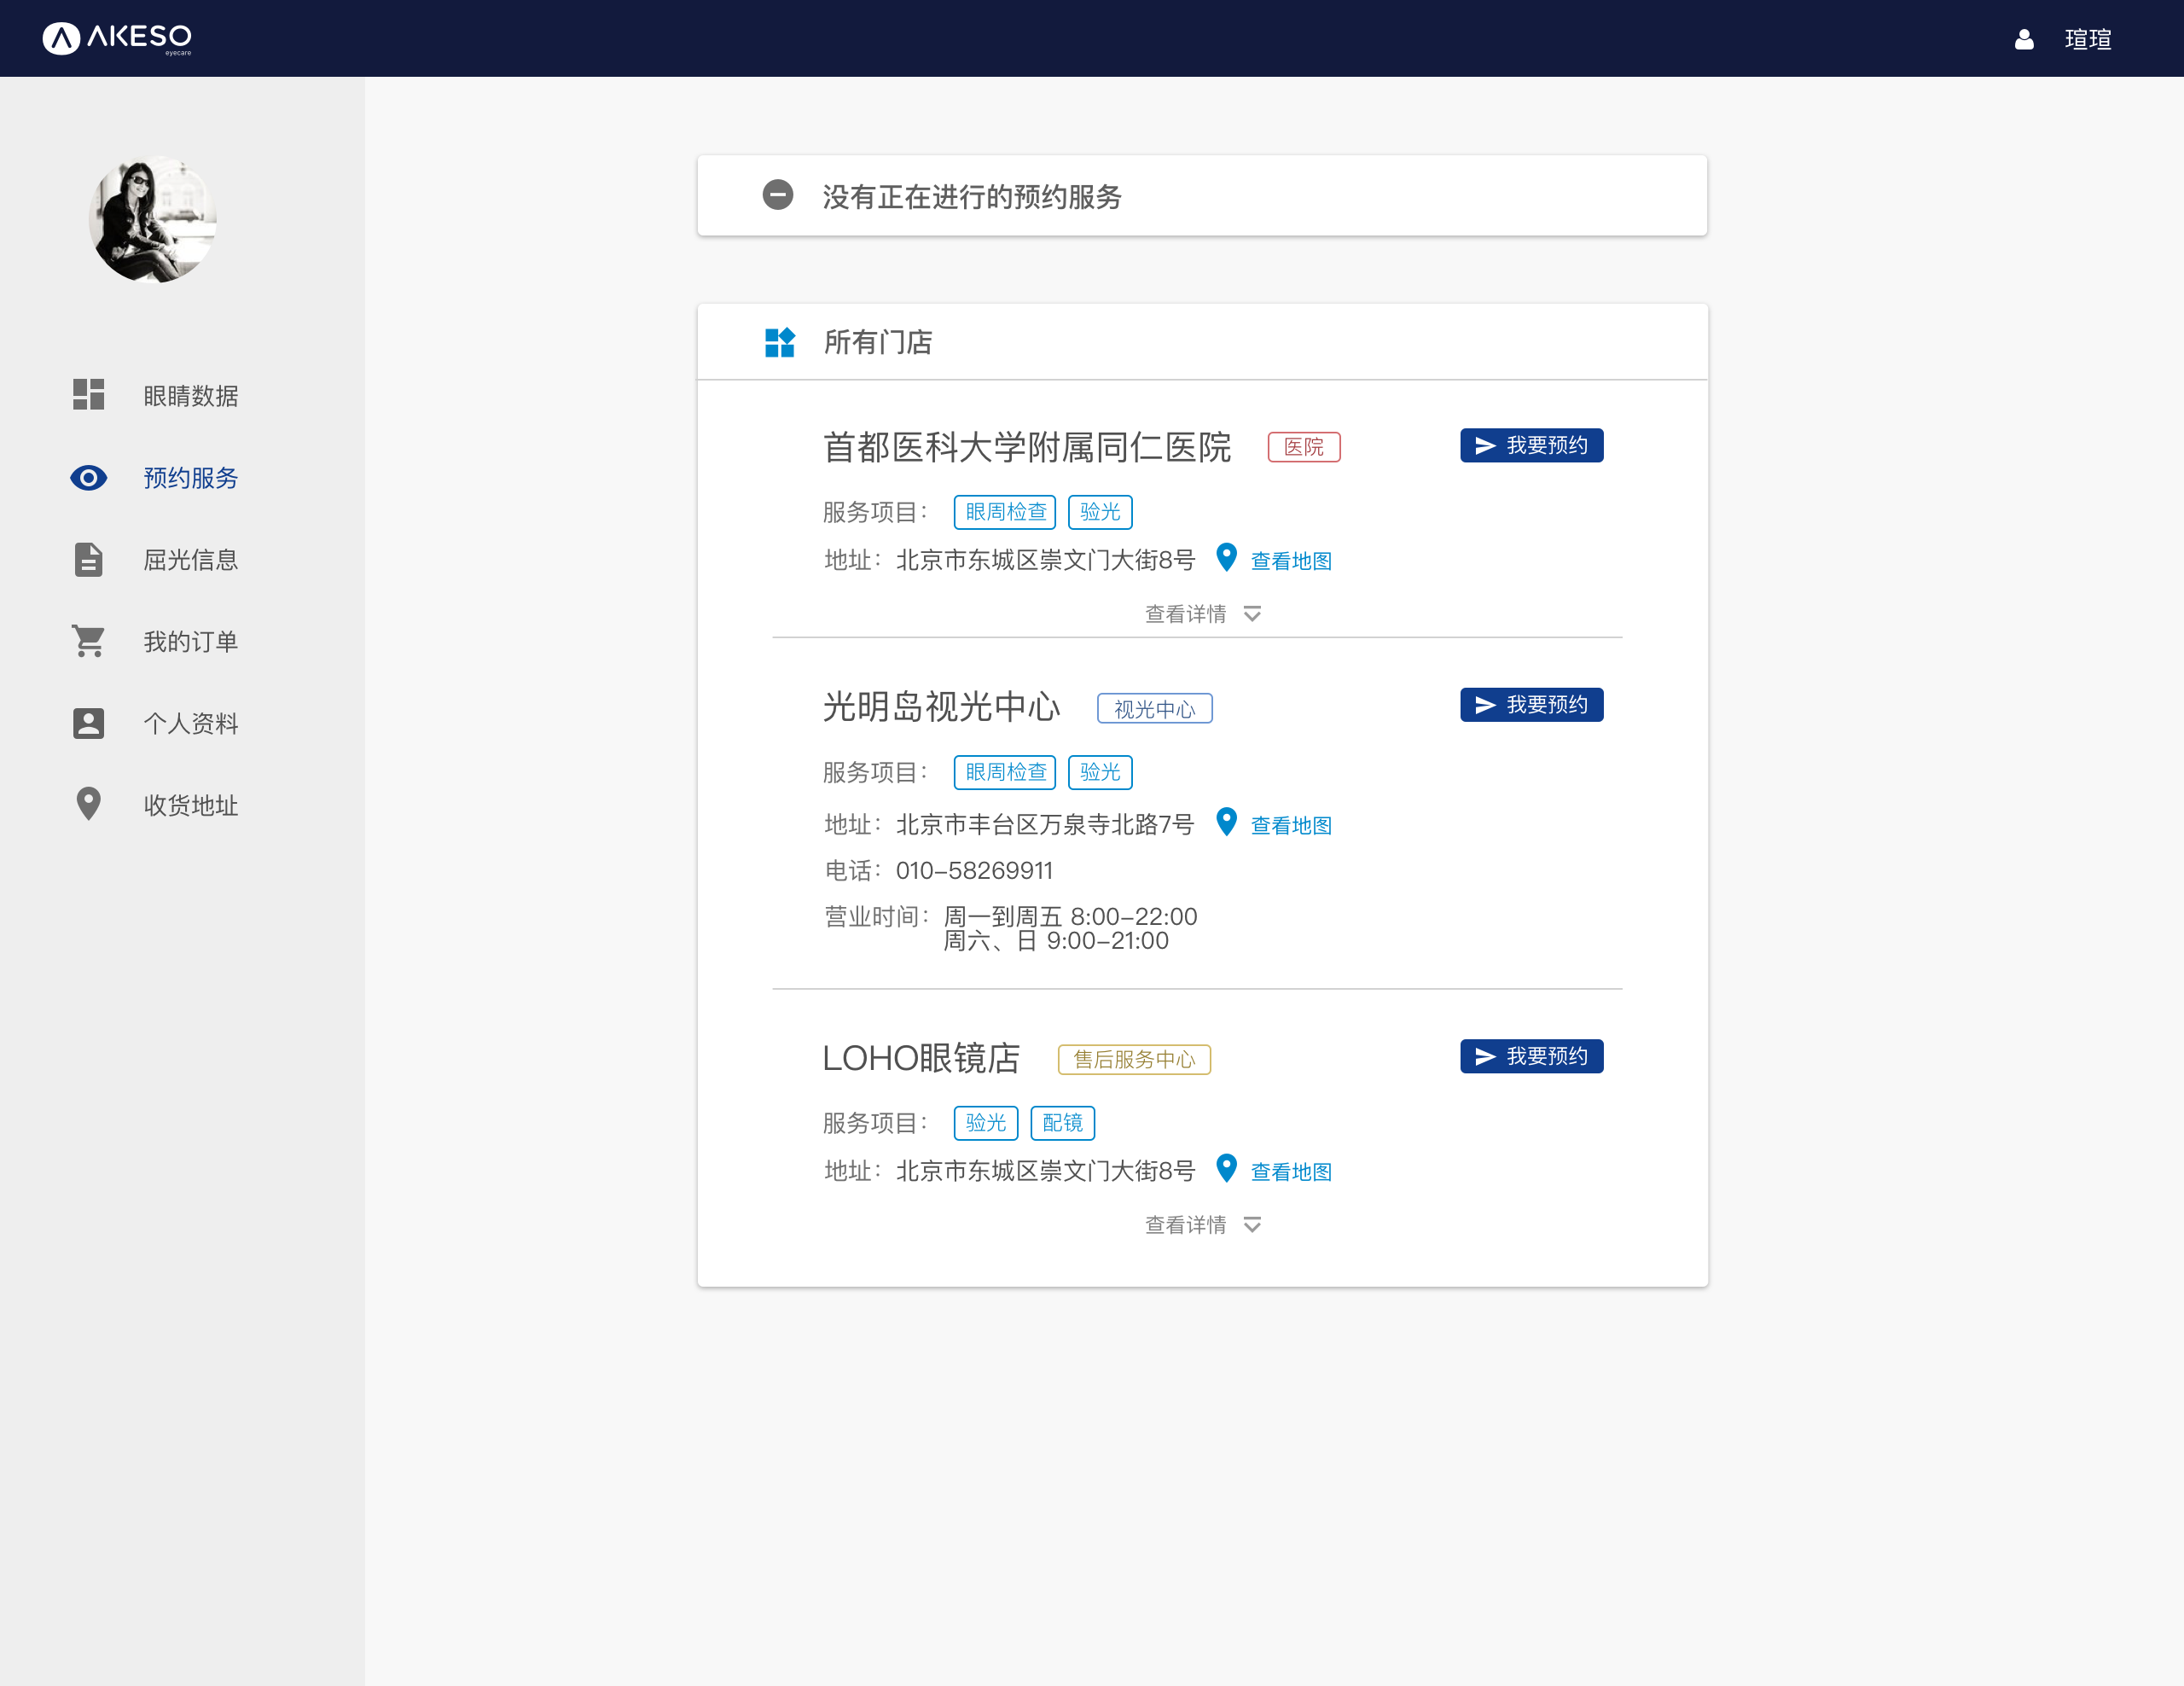 AKESO
eyecare
瑄瑄
眼睛数据
预约服务
屈光信息
我的订单
个人资料
收货地址
没有正在进行的预约服务
所有门店
首都医科大学附属同仁医院 医院 我要预约
服务项目： 眼周检查 验光
地址：北京市东城区崇文门大街8号 查看地图
查看详情
光明岛视光中心 视光中心 我要预约
服务项目： 眼周检查 验光
地址：北京市丰台区万泉寺北路7号 查看地图
电话：010-58269911
营业时间：周一到周五 8:00-22:00
周六、日 9:00-21:00
LOHO眼镜店 售后服务中心 我要预约
服务项目： 验光 配镜
地址：北京市东城区崇文门大街8号 查看地图
查看详情